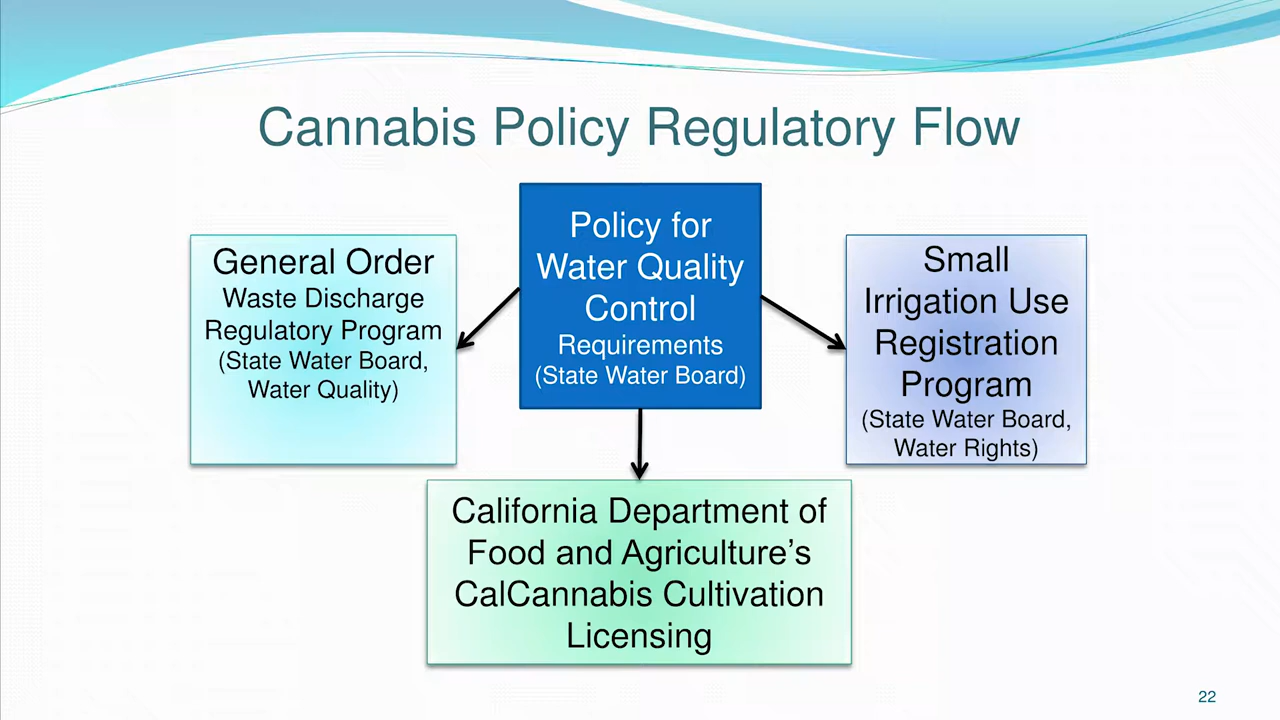 Cannabis Policy Regulatory Flow
General Order
Waste Discharge
Regulatory Program
(State Water Board,
Water Quality)
Policy for
Water Quality
Control
Requirements
(State Water Board)
Small
Irrigation Use
Registration
Program
(State Water Board,
Water Rights)
California Department of
Food and Agriculture’s
CalCannabis Cultivation
Licensing
22